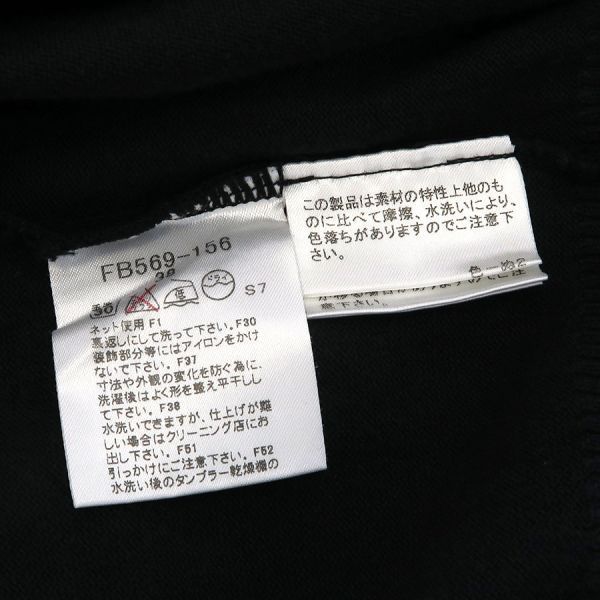 FB569-156
38
ドライ
S7
ネット使用 F1
裏返しにして洗って下さい。F30
装飾部分等にはアイロンをかけ
ないで下さい。F37
寸法や外観の変化を防ぐ為に、
洗濯後はよく形を整え平干しし
て下さい。F38
水洗いできますが、仕上げが難
しい場合はクリーニング店にお
出し下さい。F51
引っかけにご注意下さい。F52
水洗い後のタンブラー乾燥機の
この製品は素材の特性上他のも
のに比べて摩擦、水洗いにより、
色落ちがありますのでご注意下
さい。